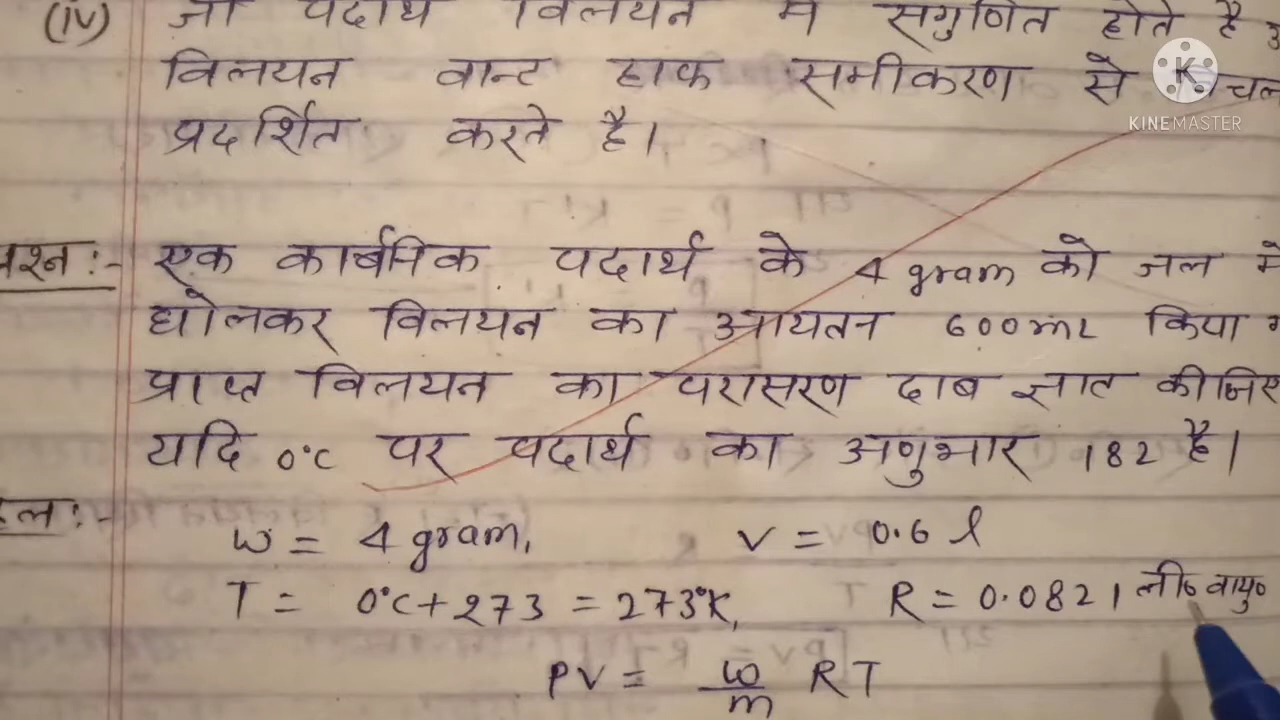 (iv) जो पदार्थ विलयन में संगुणित होते है
विलयन वान्ट हाफ समीकरण से
प्रदर्शित करते है।
K
KINEMASTER
प्रश्न :- एक कार्बनिक पदार्थ के 4 gram को जल में
घोलकर विलयन का आयतन 600mL किया
प्राप्त विलयन का परासरण दाब ज्ञात कीजिए
यदि 0°C पर पदार्थ का अणुभार 182 है।
हल :-
W = 4 gram, V = 0.6 l
T = 0°C + 273 = 273°K, R = 0.0821 ली० वायु०
PV = w/m RT